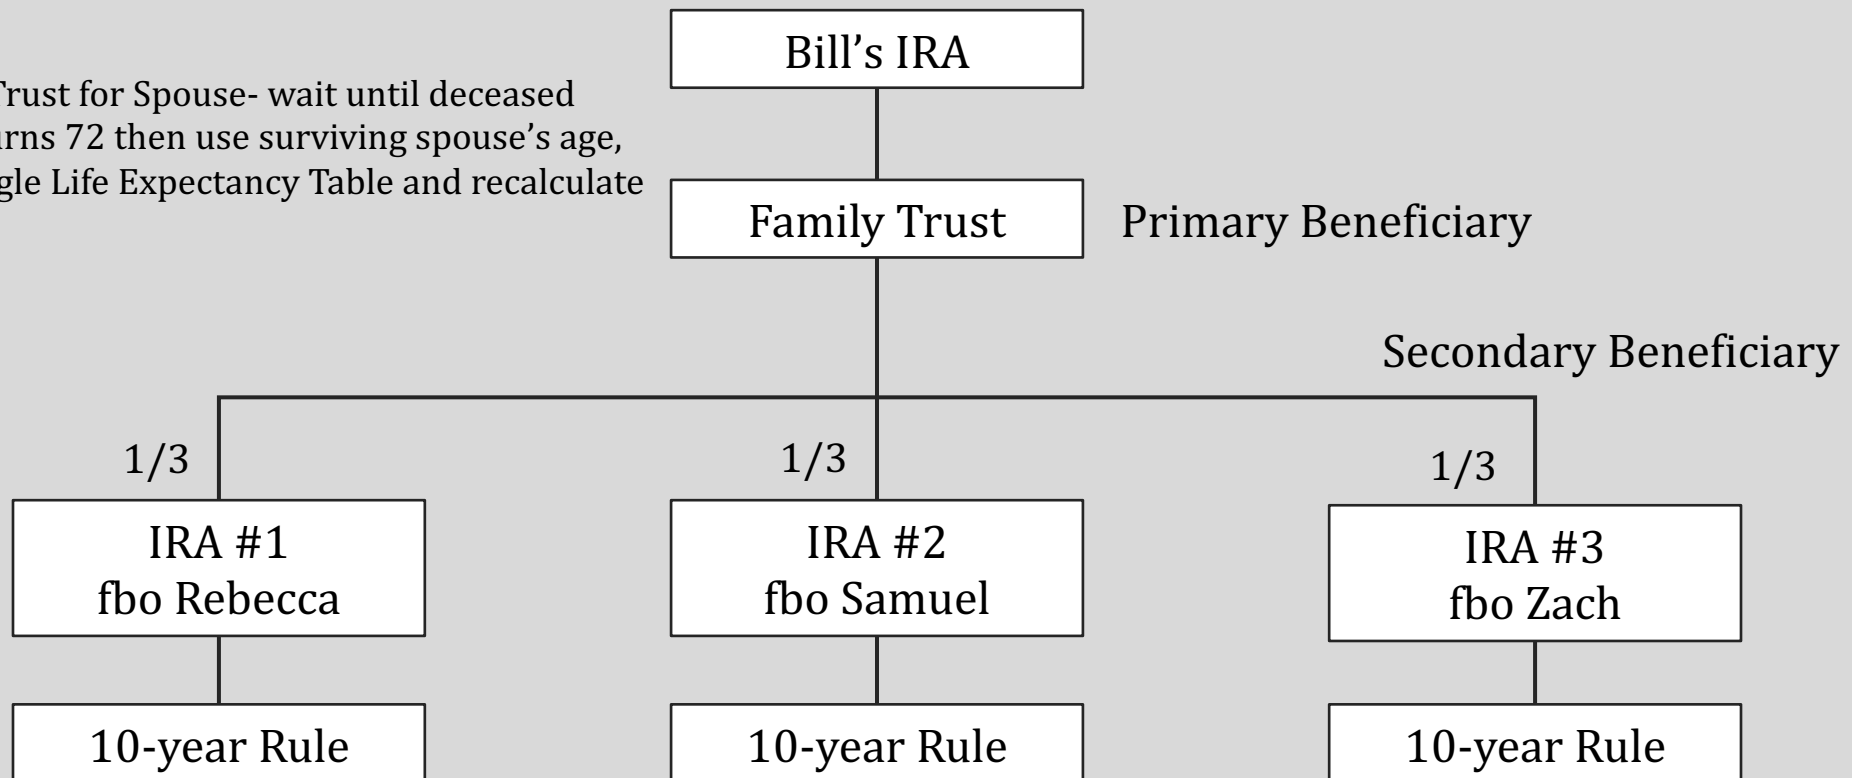 Bill’s IRA
Trust for Spouse- wait until deceased
turns 72 then use surviving spouse’s age,
Life Expectancy Table and recalculate
Family Trust
Primary Beneficiary
Secondary Beneficiary
1/3
1/3
1/3
IRA #1
fbo Rebecca
IRA #2
fbo Samuel
IRA #3
fbo Zach
10-year Rule
10-year Rule
10-year Rule